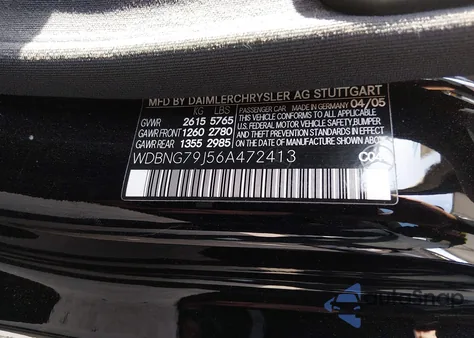 MFD BY DAIMLERCHRYSLER AG STUTTGART
KG LBS PASSENGER CAR MADE IN GERMANY 04/05
GVWR 2615 5765 THIS VEHICLE CONFORMS TO ALL APPLICABLE
GAWR FRONT 1260 2780 U.S. FEDERAL MOTOR VEHICLE SAFETY, BUMPER
GAWR REAR 1355 2985 AND THEFT PREVENTION STANDARDS IN EFFECT
ON THE DATE OF MANUFACTURE SHOWN ABOVE
WDBNG79J56A472413
autosnap